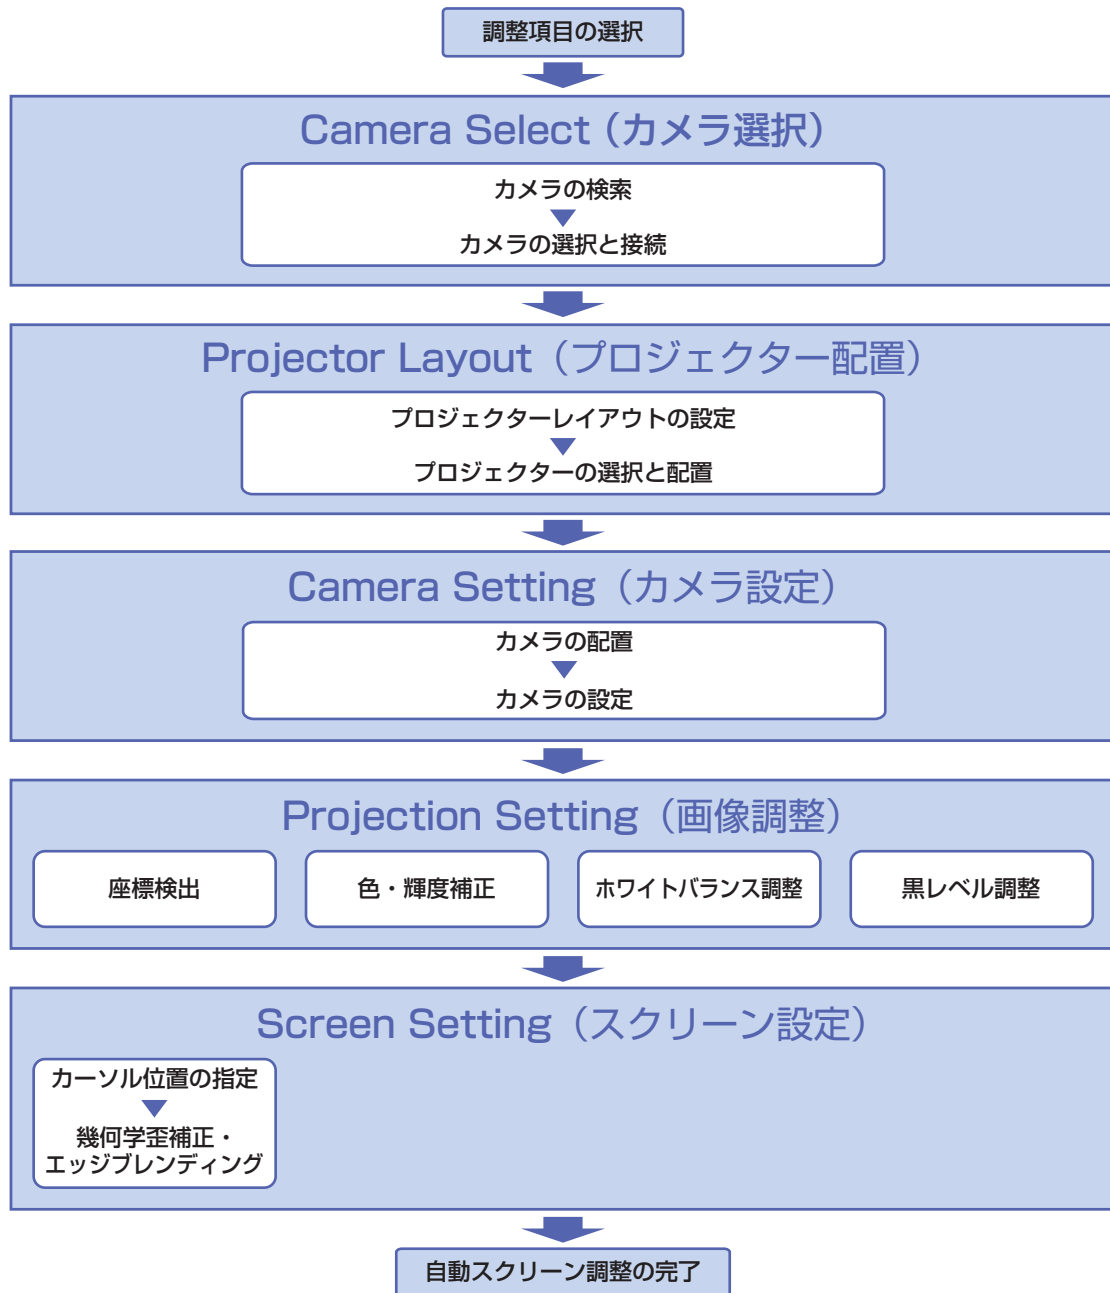 調整項目の選択
Camera Select（カメラ選択）
カメラの検索
カメラの選択と接続
Projector Layout（プロジェクター配置）
プロジェクターレイアウトの設定
プロジェクターの選択と配置
Camera Setting（カメラ設定）
カメラの配置
カメラの設定
Projection Setting（画像調整）
座標検出
色・輝度補正
ホワイトバランス調整
黒レベル調整
Screen Setting（スクリーン設定）
カーソル位置の指定
幾何学歪補正・
エッジブレンディング
自動スクリーン調整の完了